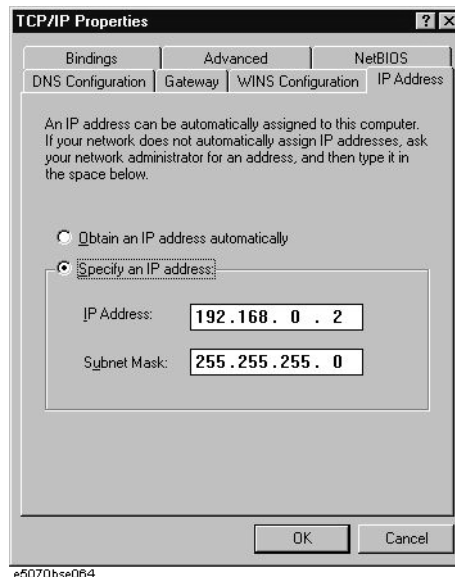 TCP/IP Properties
Bindings Advanced NetBIOS
DNS Configuration Gateway WINS Configuration IP Address
An IP address can be automatically assigned to this computer.
If your network does not automatically assign IP addresses, ask
your network administrator for an address, and then type it in
the space below.
Obtain an IP address automatically
Specify an IP address:
IP Address: 192.168. 0 . 2
Subnet Mask: 255.255.255. 0
OK Cancel
e5070bse064